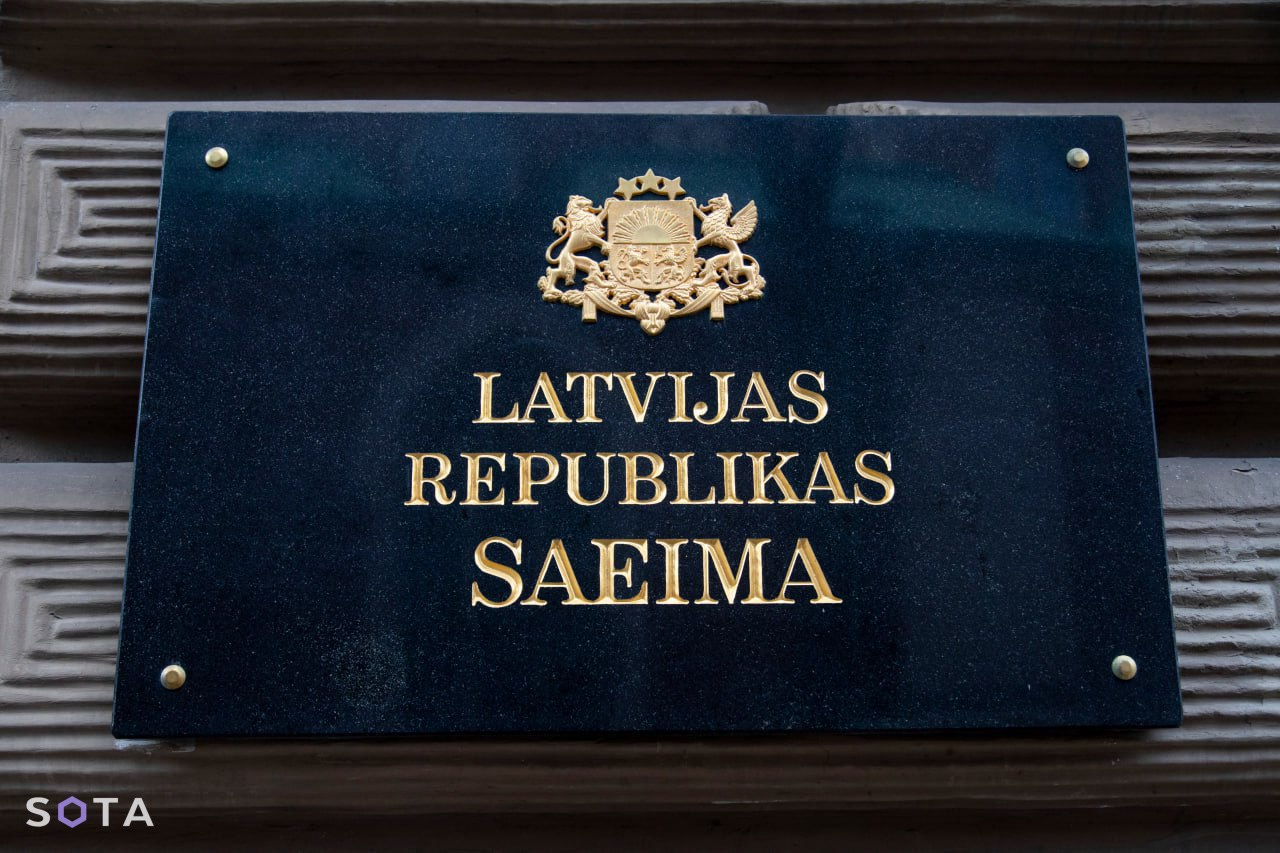 LATVIJAS
REPUBLIKAS
SAEIMA
SOTA